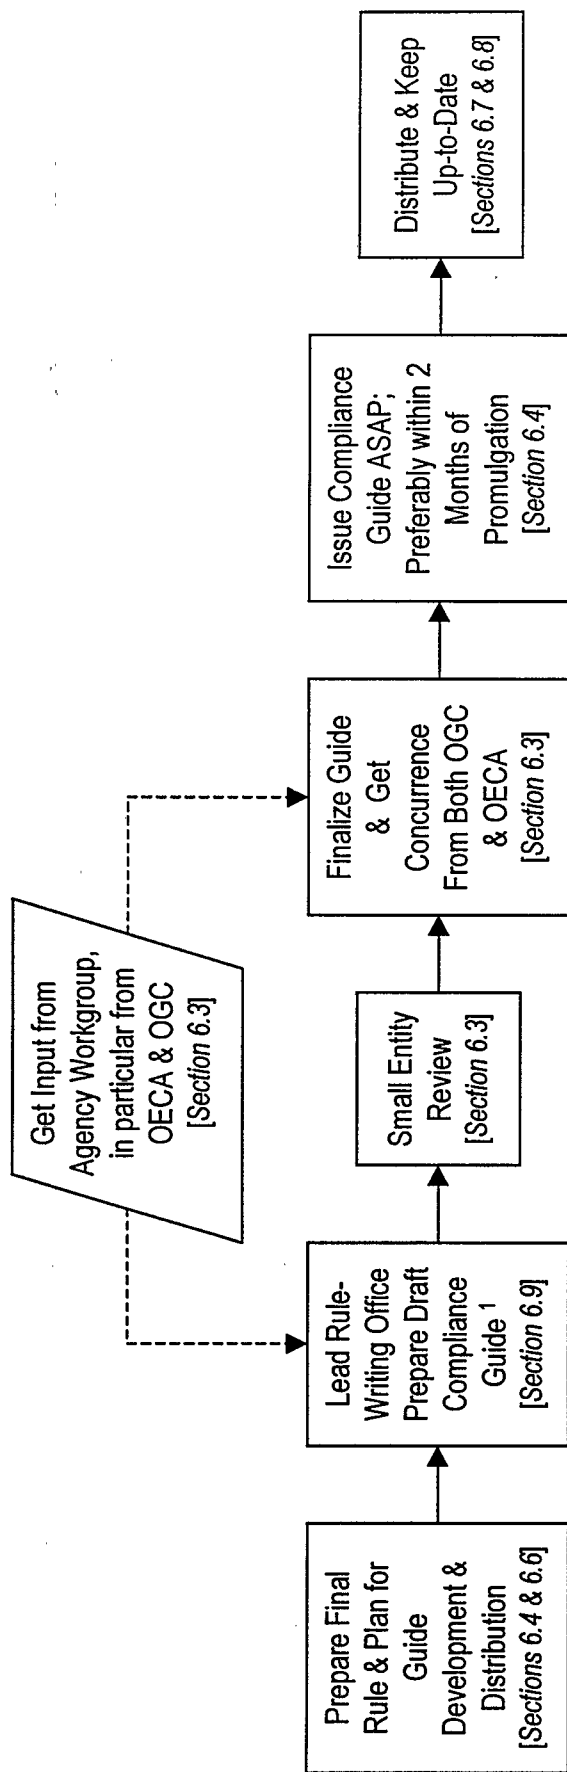 Get Input from
Agency Workgroup,
in particular from
OECA & OGC
[Section 6.3]
Prepare Final
Rule & Plan for
Guide
Development &
Distribution
[Sections 6.4 & 6.6]
Lead Rule-
Writing Office
Prepare Draft
Compliance
Guide 1
[Section 6.9]
Small Entity
Review
[Section 6.3]
Finalize Guide
& Get
Concurrence
From Both OGC
& OECA
[Section 6.3]
Issue Compliance
Guide ASAP;
Preferably within 2
Months of
Promulgation
[Section 6.4]
Distribute & Keep
Up-to-Date
[Sections 6.7 & 6.8]